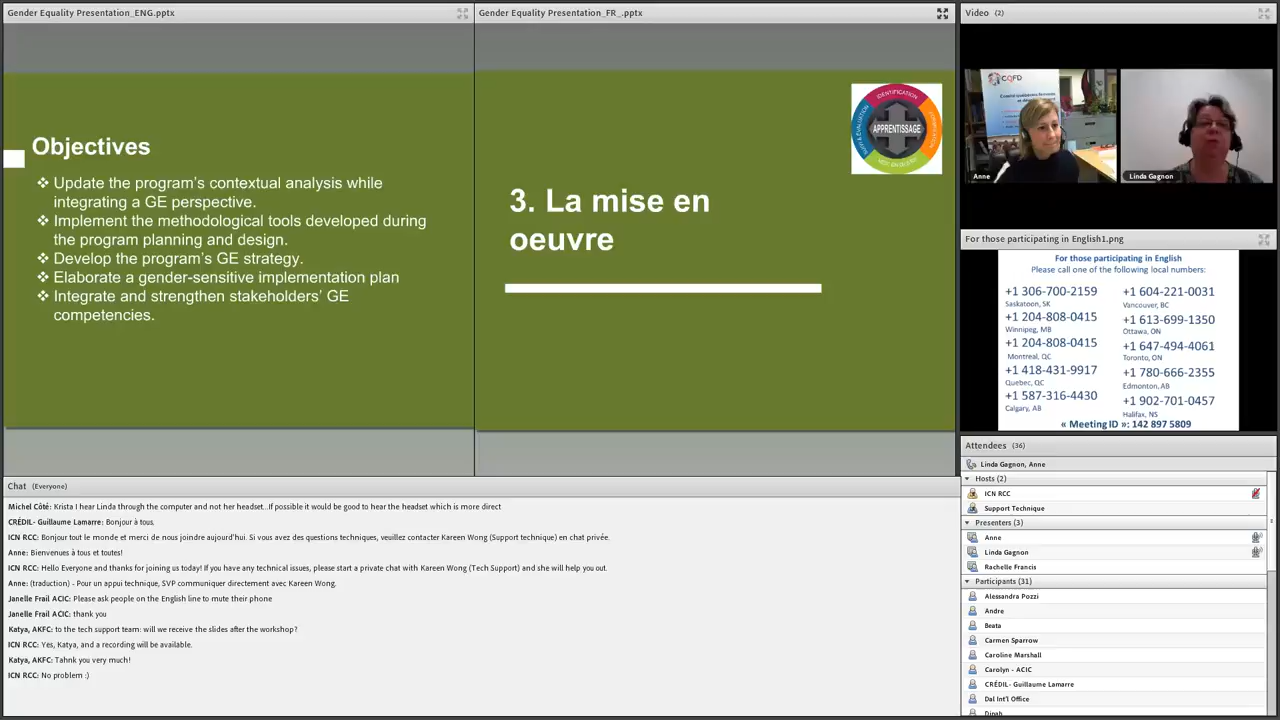 Gender Equality Presentation_ENG.pptx
Objectives
❖ Update the program's contextual analysis while
integrating a GE perspective.
❖ Implement the methodological tools developed during
the program planning and design.
❖ Develop the program's GE strategy.
❖ Elaborate a gender-sensitive implementation plan
❖ Integrate and strengthen stakeholders' GE
competencies.
Gender Equality Presentation_FR_.pptx
IDENTIFICATION
APPRENTISSAGE
3. La mise en
oeuvre
Video (2)
CQFD
Anne
Linda Gagnon
For those participating in English1.png
For those participating in English
Please call one of the following local numbers:
+1 306-700-2159
Saskatoon, SK
+1 204-808-0415
Winnipeg, MB
+1 204-808-0415
Montreal, QC
+1 418-431-9917
Quebec, QC
+1 587-316-4430
Calgary, AB
+1 604-221-0031
Vancouver, BC
+1 613-699-1350
Ottawa, ON
+1 647-494-4061
Toronto, ON
+1 780-666-2355
Edmonton, AB
+1 902-701-0457
Halifax, NS
« Meeting ID »: 142 897 5809
Chat (Everyone)
Michel Côté: Krista I hear Linda through the computer and not her headset...If possible it would be good to hear the headset which is more direct
CRÉDIL- Guillaume Lamarre: Bonjour à tous.
ICN RCC: Bonjour tout le monde et merci de nous joindre aujourd'hui. Si vous avez des questions techniques, veuillez contacter Kareen Wong (Support technique) en chat privée.
Anne: Bienvenues à tous et toutes!
ICN RCC: Hello Everyone and thanks for joining us today! If you have any technical issues, please start a private chat with Kareen Wong (Tech Support) and she will help you out.
Anne: (traduction) - Pour un appui technique, SVP communiquer directement avec Kareen Wong.
Janelle Frail ACIC: Please ask people on the English line to mute their phone
Janelle Frail ACIC: thank you
Katya, AKFC: to the tech support team: will we receive the slides after the workshop?
ICN RCC: Yes, Katya, and a recording will be available.
Katya, AKFC: Tahnk you very much!
ICN RCC: No problem :)
Attendees (36)
Linda Gagnon, Anne
Hosts (2)
ICN RCC
Support Technique
Presenters (3)
Anne
Linda Gagnon
Rachelle Francis
Participants (31)
Alessandra Pozzi
Andre
Beata
Carmen Sparrow
Caroline Marshall
Carolyn - ACIC
CRÉDIL- Guillaume Lamarre
Dal Int'l Office
Dinah